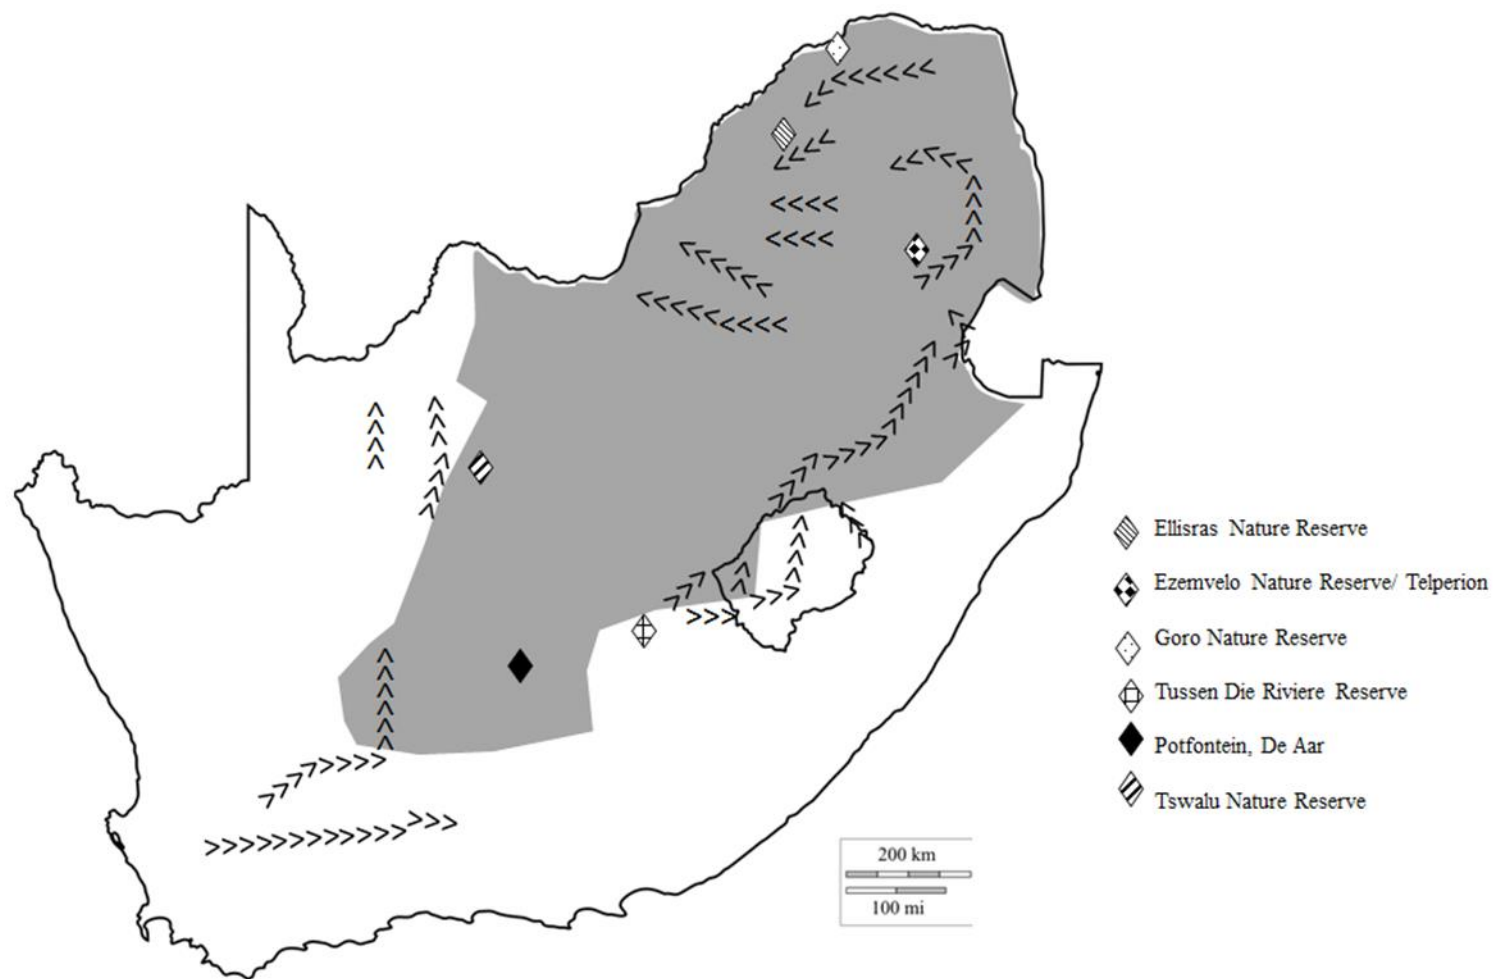 Ellisras Nature Reserve
Ezemvelo Nature Reserve/ Telperion
Goro Nature Reserve
Tussen Die Riviere Reserve
Potfontein, De Aar
Tswalu Nature Reserve
200 km
100 mi